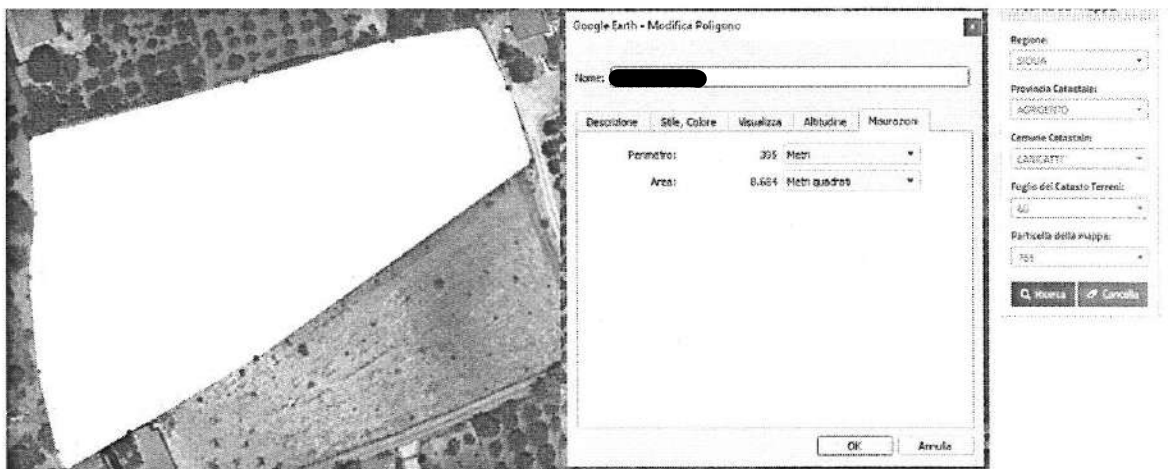 Google Earth - Modifica Poligono
Nome:
Descrizione Stile, Colore Visualizza Altitudine Misurazioni
Perimetro: 395 Metri
Area: 8.684 Metri quadrati
OK Annulla
Regione:
SICILIA
Provincia Catastale:
AGRIGENTO
Comune Catastale:
CANICATTI'
Foglio del Catasto Terreni:
60
Particella della mappa:
Ricerca Cancella